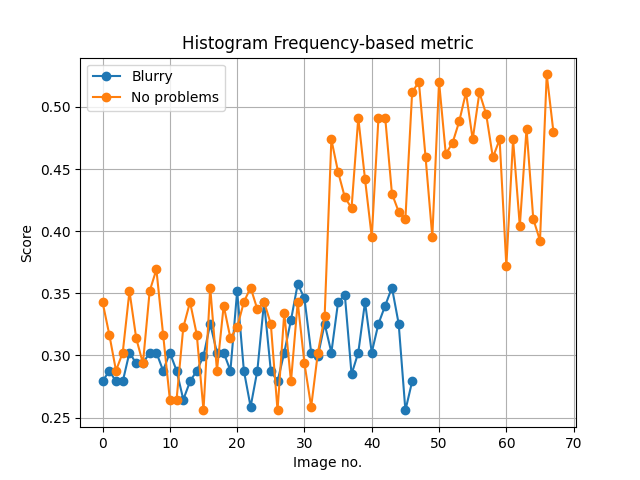 Histogram Frequency-based metric
Blurry
No problems
0.50
0.45
0.40
0.35
0.30
0.25
Score
0 10 20 30 40 50 60 70
Image no.